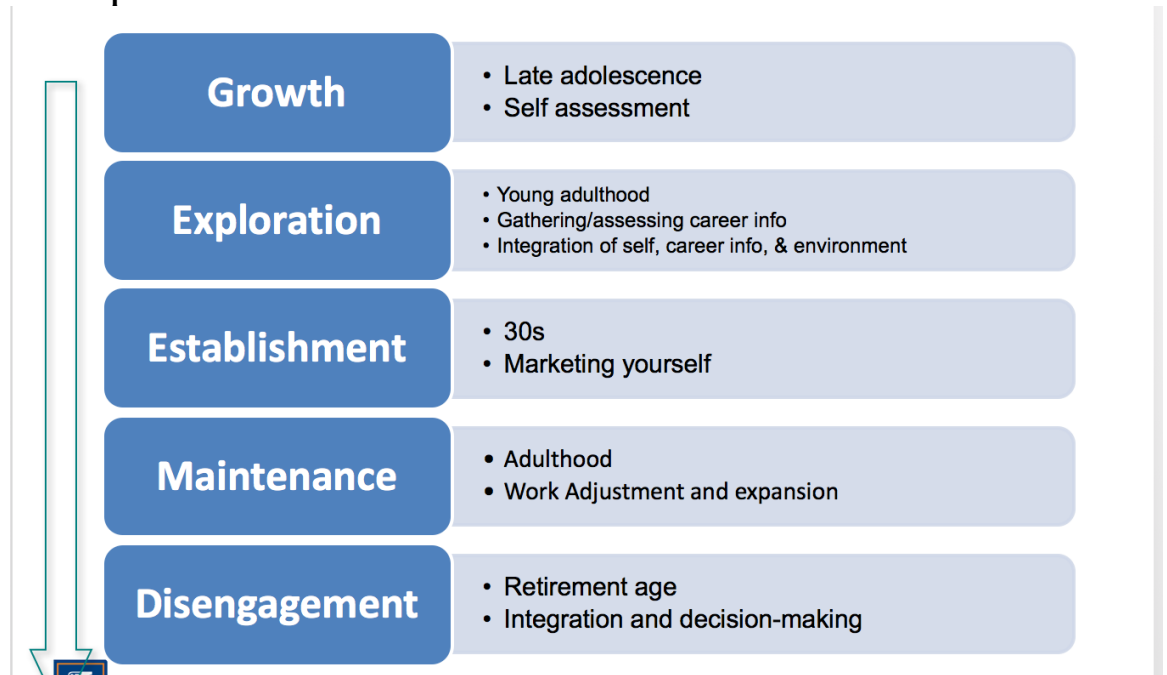 Growth
• Late adolescence
• Self assessment
Exploration
• Young adulthood
• Gathering/assessing career info
• Integration of self, career info, & environment
Establishment
• 30s
• Marketing yourself
Maintenance
• Adulthood
• Work Adjustment and expansion
Disengagement
• Retirement age
• Integration and decision-making